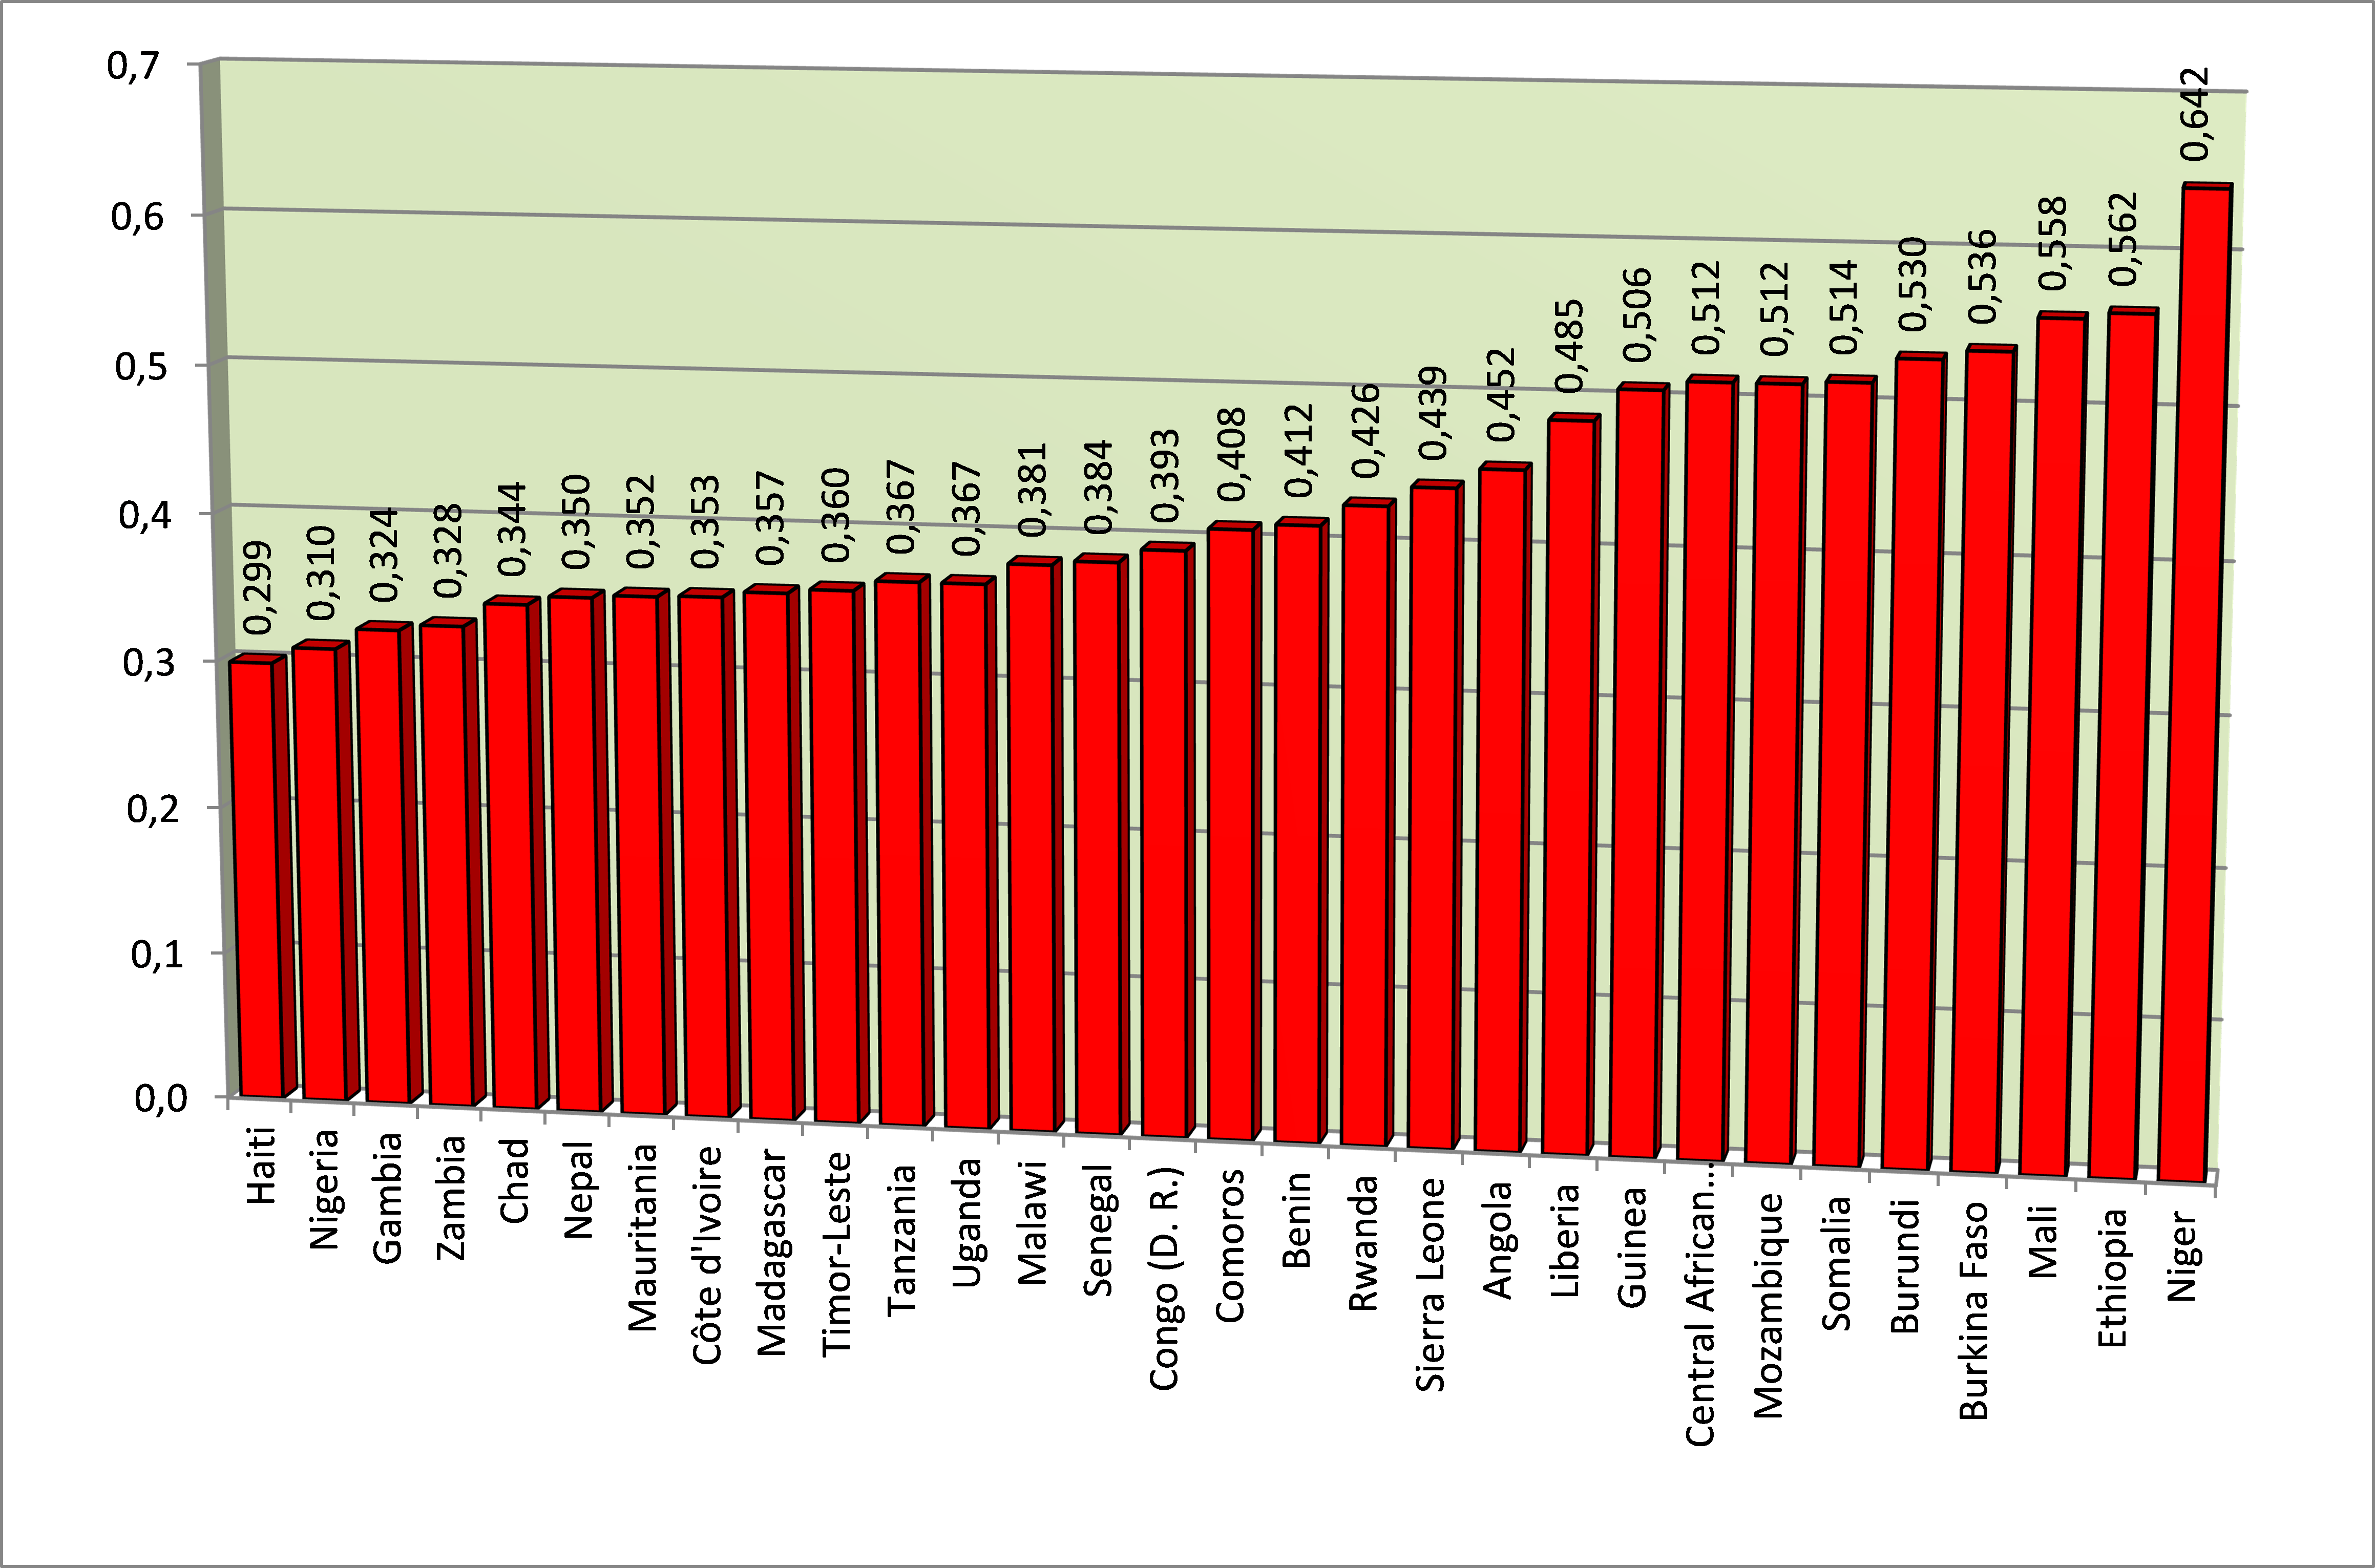 0,7
0,6
0,5
0,4
0,3
0,2
0,1
0,0
0,299
0,310
0,324
0,328
0,344
0,350
0,352
0,353
0,357
0,360
0,367
0,367
0,381
0,384
0,393
0,408
0,412
0,426
0,439
0,452
0,485
0,506
0,512
0,512
0,514
0,530
0,536
0,558
0,562
0,642
Haiti
Nigeria
Gambia
Zambia
Chad
Nepal
Mauritania
Côte d'Ivoire
Madagascar
Timor-Leste
Tanzania
Uganda
Malawi
Senegal
Congo (D. R.)
Comoros
Benin
Rwanda
Sierra Leone
Angola
Liberia
Guinea
Central African...
Mozambique
Somalia
Burundi
Burkina Faso
Mali
Ethiopia
Niger